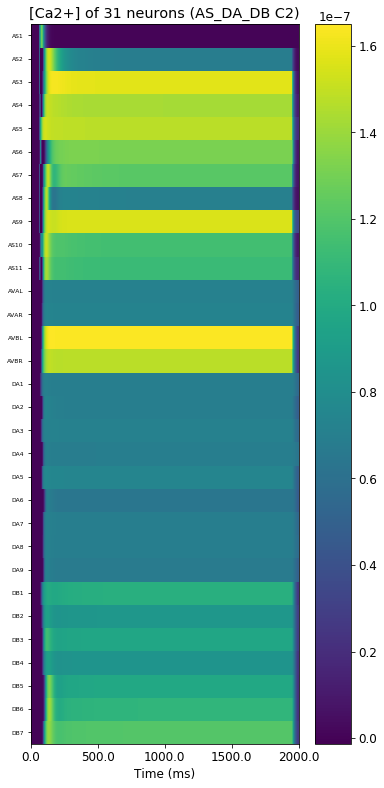 [Ca2+] of 31 neurons (AS_DA_DB C2)
1e−7
AS1
AS2
AS3
AS4
AS5
AS6
AS7
AS8
AS9
AS10
AS11
AVAL
AVAR
AVBL
AVBR
DA1
DA2
DA3
DA4
DA5
DA6
DA7
DA8
DA9
DB1
DB2
DB3
DB4
DB5
DB6
DB7
1.6
1.4
1.2
1.0
0.8
0.6
0.4
0.2
0.0
0.0 500.0 1000.0 1500.0 2000.0
Time (ms)